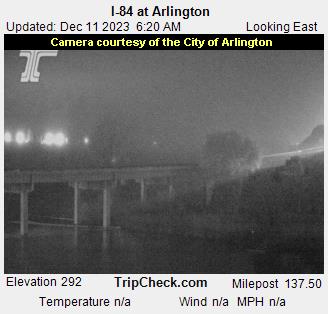 I-84 at Arlington
Updated: Dec 11 2023 6:20 AM Looking East
Camera courtesy of the City of Arlington
Elevation 292 TripCheck.com Milepost 137.50
Temperature n/a Wind n/a MPH n/a